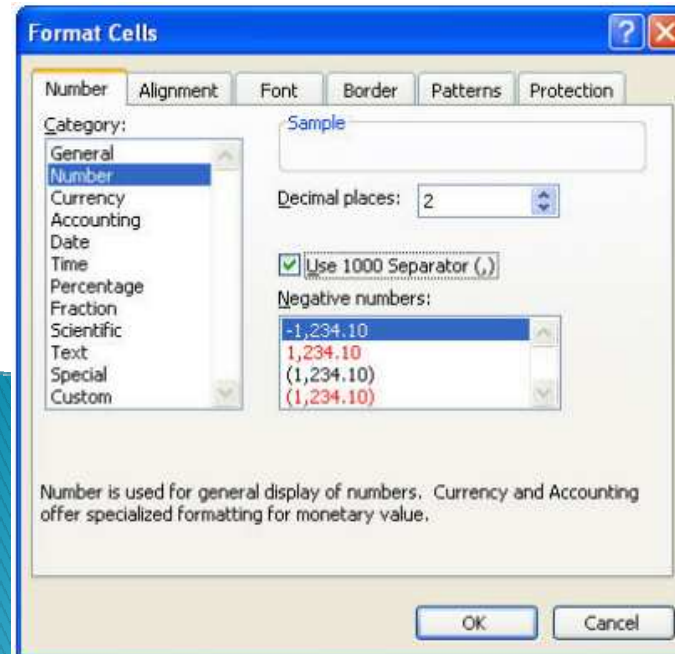 Format Cells
Number Alignment Font Border Patterns Protection
Category:
General
Number
Currency
Accounting
Date
Time
Percentage
Fraction
Scientific
Text
Special
Custom
Sample
Decimal places: 2
Use 1000 Separator (,)
Negative numbers:
-1,234.10
1,234.10
(1,234.10)
(1,234.10)
Number is used for general display of numbers. Currency and Accounting
offer specialized formatting for monetary value.
OK Cancel